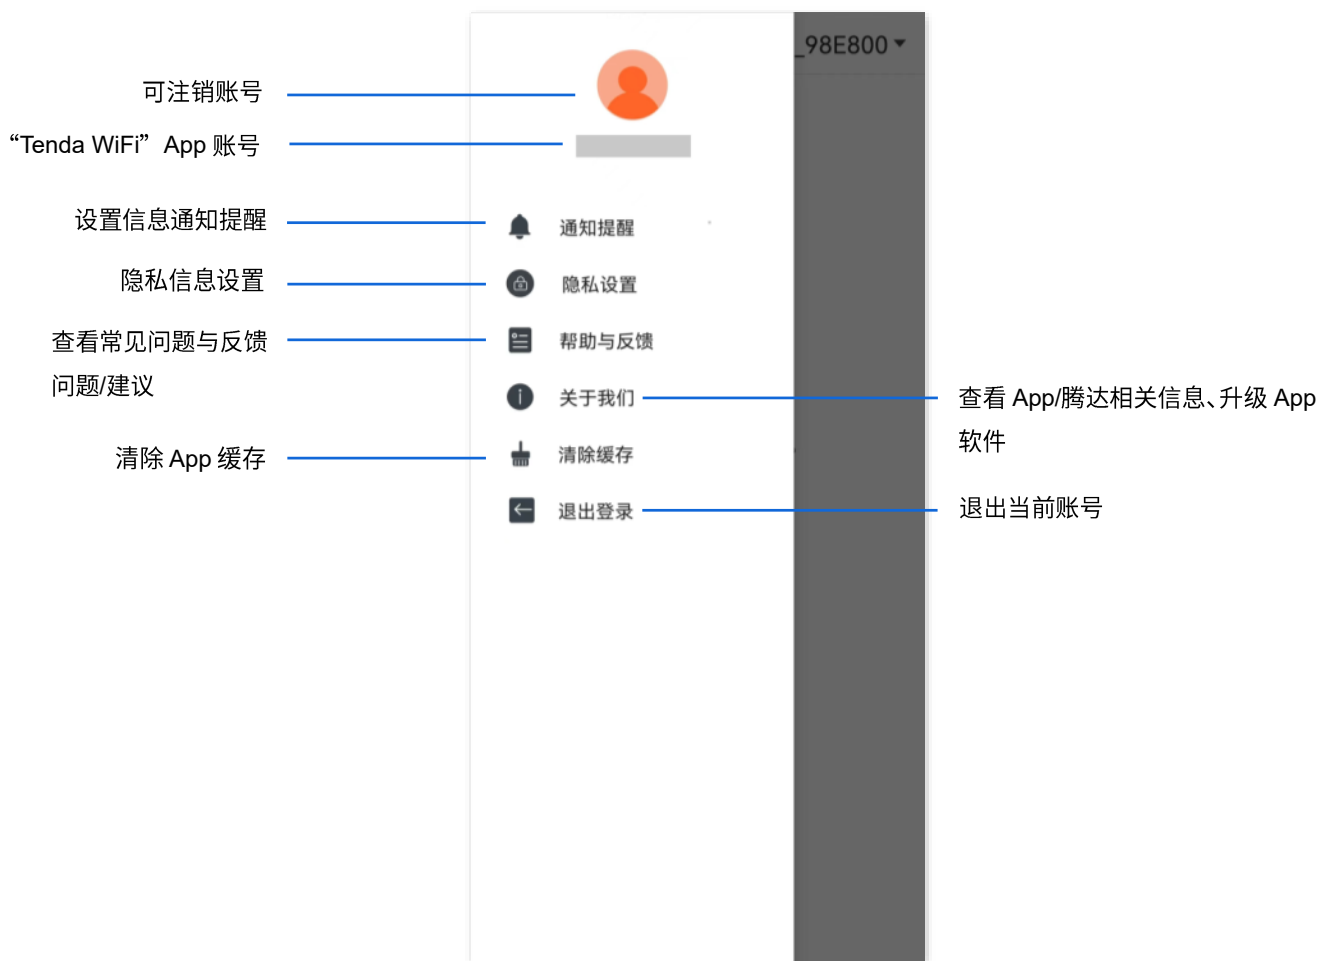 _98E800
可注销账号
“Tenda WiFi”App 账号
设置信息通知提醒
通知提醒
隐私信息设置
隐私设置
查看常见问题与反馈
问题/建议
帮助与反馈
关于我们
查看 App/腾达相关信息、升级 App
软件
清除 App 缓存
清除缓存
退出登录
退出当前账号